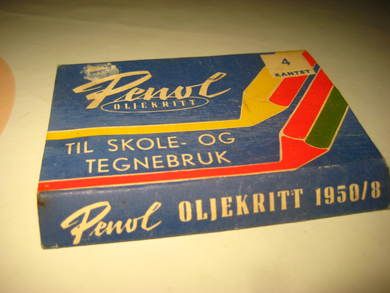 Penol
OLJEKRITT
4
KANTET
TIL SKOLE- OG
TEGNEBRUK
Penol OLJEKRITT 1950/8